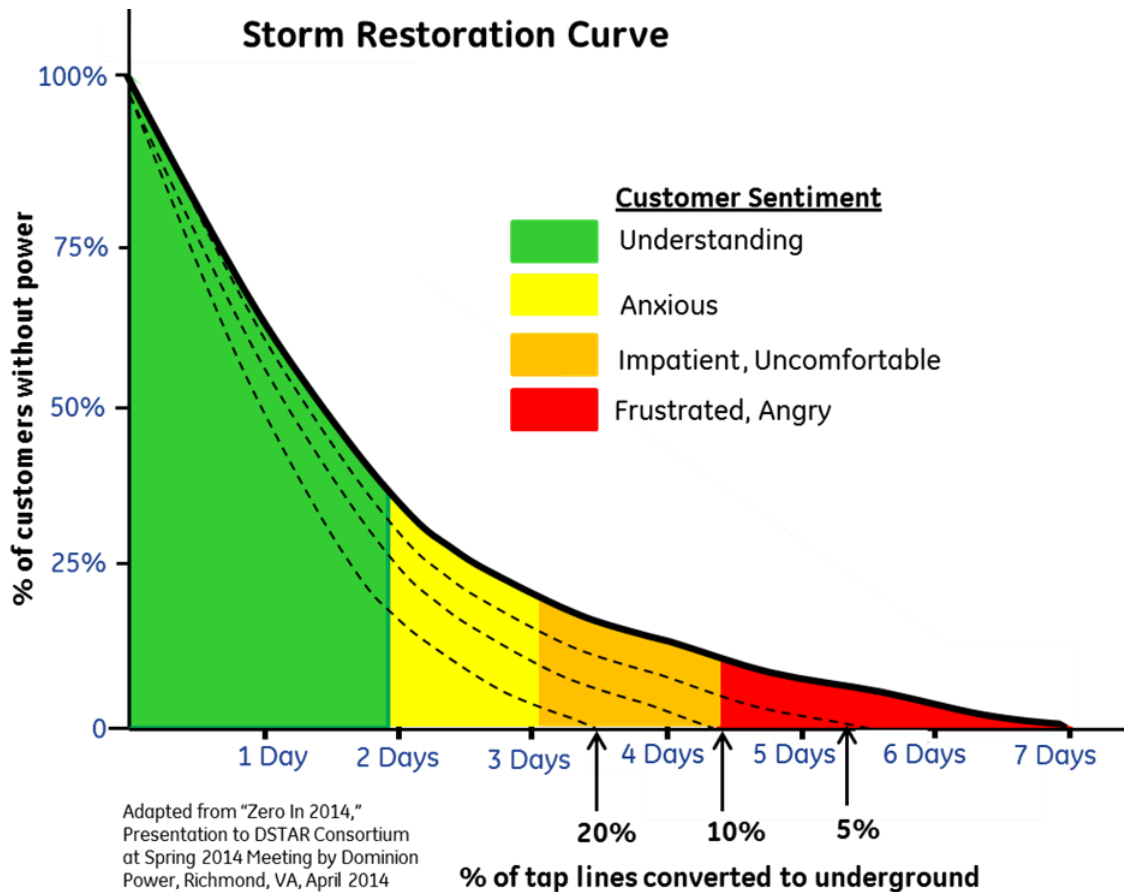 Storm Restoration Curve
100%
75%
50%
25%
0
% of customers without power
Customer Sentiment
Understanding
Anxious
Impatient, Uncomfortable
Frustrated, Angry
1 Day
2 Days
3 Days
4 Days
5 Days
6 Days
7 Days
20%
10%
5%
% of tap lines converted to underground
Adapted from “Zero In 2014,”
Presentation to DSTAR Consortium
at Spring 2014 Meeting by Dominion
Power, Richmond, VA, April 2014